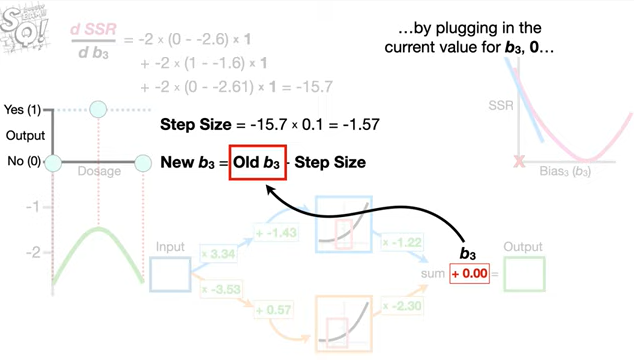 SQ!
…by plugging in the
current value for b₃, 0…
d SSR
d b₃
= -2 × (0 - -2.6) × 1
+ -2 × (1 - -1.6) × 1
+ -2 × (0 - -2.61) × 1 = -15.7
SSR
Yes (1)
Output
No (0)
Step Size = -15.7 × 0.1 = -1.57
New b₃ = Old b₃ - Step Size
Dosage
Bias₃ (b₃)
-1
-2
Input
x 3.34
+ -1.43
x -1.22
x -3.53
+ 0.57
x -2.30
b₃
sum + 0.00 =
Output